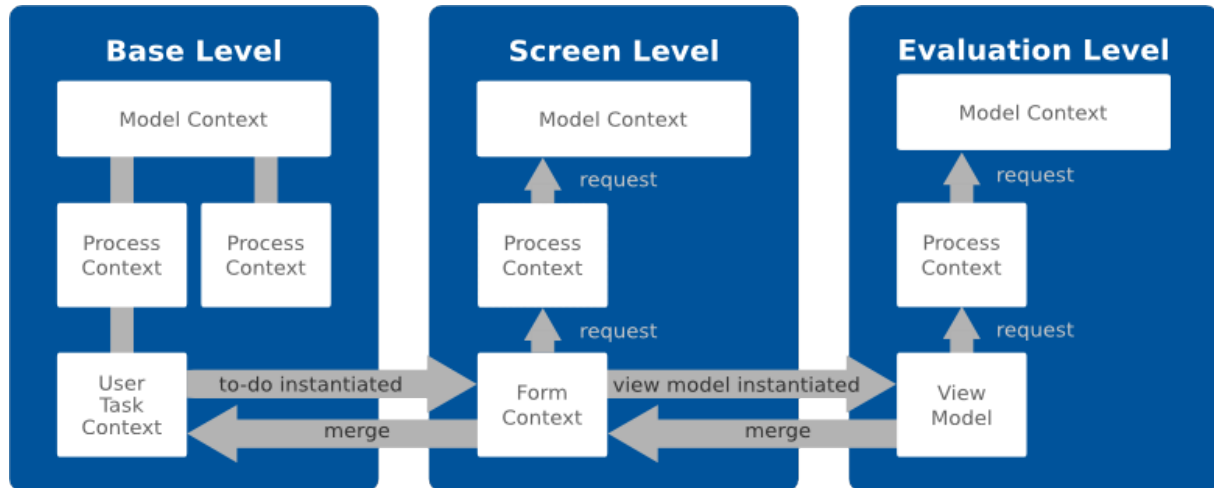 Base Level
Model Context
Process
Context
Process
Context
User
Task
Context
to-do instantiated
merge
Screen Level
Model Context
request
Process
Context
request
Form
Context
view model instantiated
merge
Evaluation Level
Model Context
request
Process
Context
request
View
Model